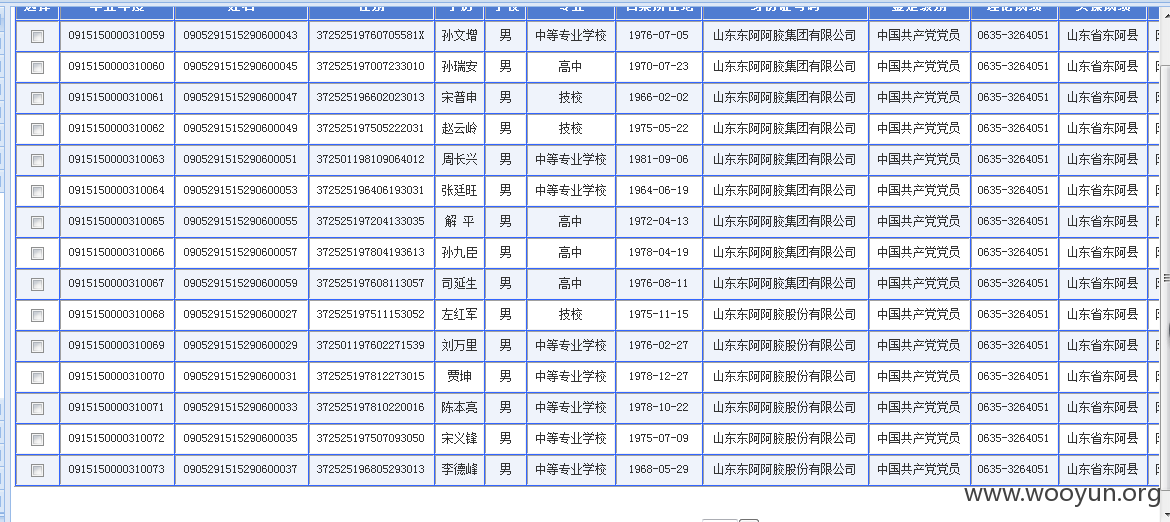 0915150000310059 0905291515290600043 37252519760705581X 孙文增 男 中等专业学校 1976-07-05 山东东阿阿胶集团有限公司 中国共产党党员 0635-3264051 山东省东阿县
0915150000310060 0905291515290600045 372525197007233010 孙瑞安 男 高中 1970-07-23 山东东阿阿胶集团有限公司 中国共产党党员 0635-3264051 山东省东阿县
0915150000310061 0905291515290600047 372525196602023013 宋普申 男 技校 1966-02-02 山东东阿阿胶集团有限公司 中国共产党党员 0635-3264051 山东省东阿县
0915150000310062 0905291515290600049 372525197505222031 赵云岭 男 技校 1975-05-22 山东东阿阿胶集团有限公司 中国共产党党员 0635-3264051 山东省东阿县
0915150000310063 0905291515290600051 372501198109064012 周长兴 男 中等专业学校 1981-09-06 山东东阿阿胶集团有限公司 中国共产党党员 0635-3264051 山东省东阿县
0915150000310064 0905291515290600053 372525196406193031 张廷旺 男 中等专业学校 1964-06-19 山东东阿阿胶集团有限公司 中国共产党党员 0635-3264051 山东省东阿县
0915150000310065 0905291515290600055 372525197204133035 解 平 男 高中 1972-04-13 山东东阿阿胶集团有限公司 中国共产党党员 0635-3264051 山东省东阿县
0915150000310066 0905291515290600057 372525197804193613 孙九臣 男 高中 1978-04-19 山东东阿阿胶集团有限公司 中国共产党党员 0635-3264051 山东省东阿县
0915150000310067 0905291515290600059 372525197608113057 司延生 男 高中 1976-08-11 山东东阿阿胶集团有限公司 中国共产党党员 0635-3264051 山东省东阿县
0915150000310068 0905291515290600027 372525197511153052 左红军 男 技校 1975-11-15 山东东阿阿胶股份有限公司 中国共产党党员 0635-3264051 山东省东阿县
0915150000310069 0905291515290600029 372501197602271539 刘万里 男 中等专业学校 1976-02-27 山东东阿阿胶股份有限公司 中国共产党党员 0635-3264051 山东省东阿县
0915150000310070 0905291515290600031 372525197812273015 贾坤 男 中等专业学校 1978-12-27 山东东阿阿胶股份有限公司 中国共产党党员 0635-3264051 山东省东阿县
0915150000310071 0905291515290600033 372525197810220016 陈本亮 男 中等专业学校 1978-10-22 山东东阿阿胶股份有限公司 中国共产党党员 0635-3264051 山东省东阿县
0915150000310072 0905291515290600035 372525197507093050 宋义锋 男 中等专业学校 1975-07-09 山东东阿阿胶股份有限公司 中国共产党党员 0635-3264051 山东省东阿县
0915150000310073 0905291515290600037 372525196805293013 李德峰 男 中等专业学校 1968-05-29 山东东阿阿胶股份有限公司 中国共产党党员 0635-3264051 山东省东阿县
www.wooyun.org